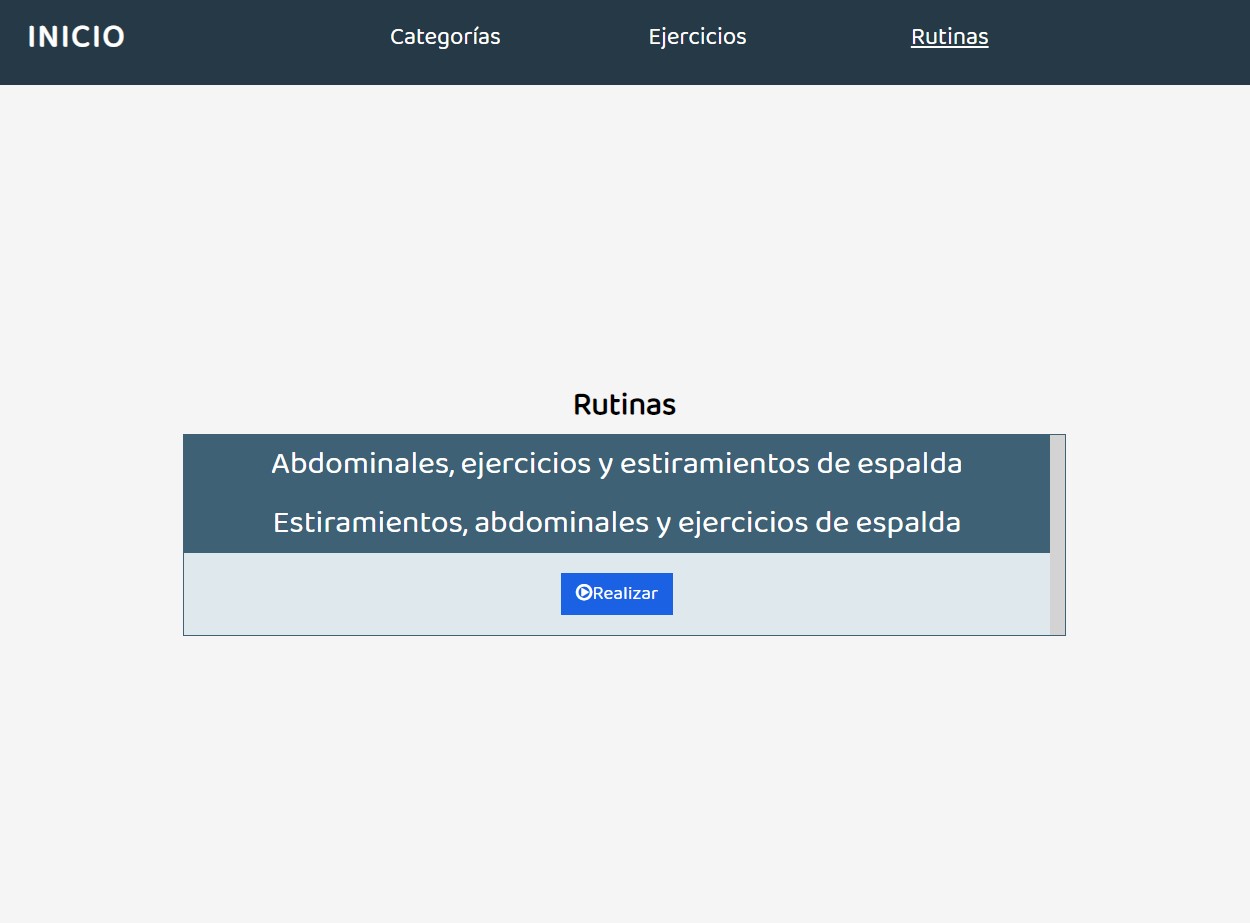 INICIO Categorías Ejercicios Rutinas
Rutinas
Abdominales, ejercicios y estiramientos de espalda
Estiramientos, abdominales y ejercicios de espalda
Realizar